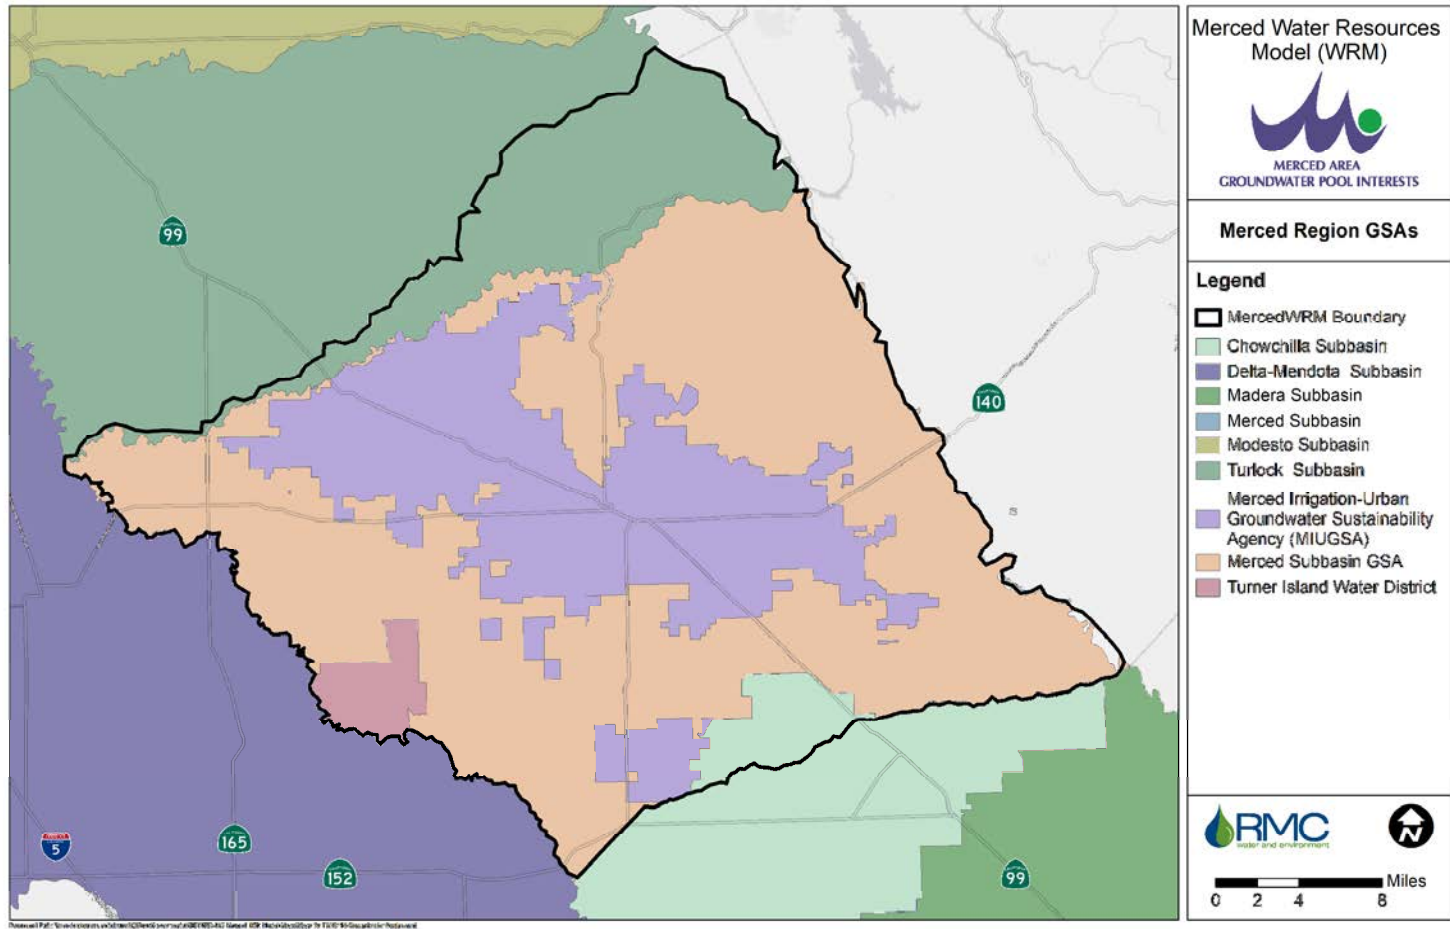 Merced Water Resources
Model (WRM)
MERCED AREA
GROUNDWATER POOL INTERESTS
Merced Region GSAs
Legend
MercedWRM Boundary
Chowchilla Subbasin
Delta-Mendota Subbasin
Madera Subbasin
Merced Subbasin
Modesto Subbasin
Turlock Subbasin
Merced Irrigation-Urban
Groundwater Sustainability
Agency (MIUGSA)
Merced Subbasin GSA
Turner Island Water District
99
140
165
5
152
99
RMC
water and environment
N
Miles
0 2 4 8